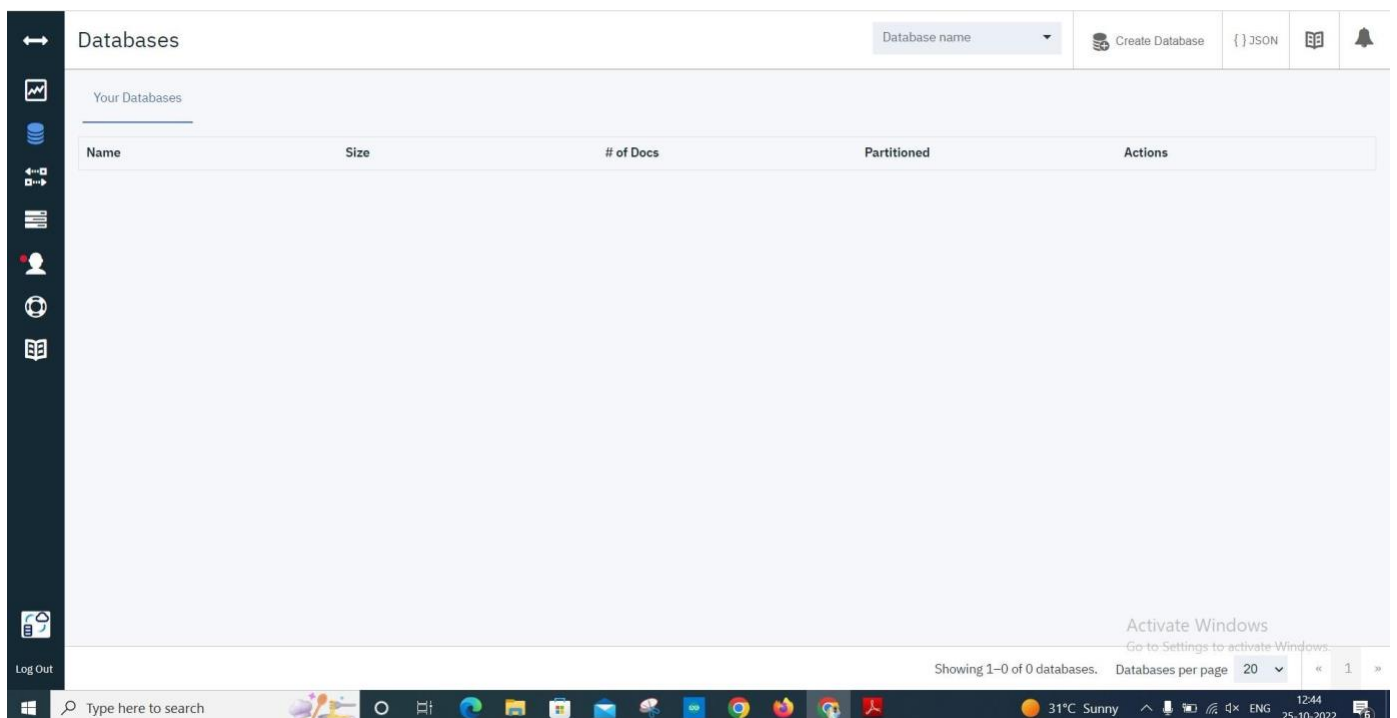 Databases
Database name
Create Database
{ } JSON
Your Databases
Name Size # of Docs Partitioned Actions
Activate Windows
Go to Settings to activate Windows.
Log Out
Showing 1–0 of 0 databases. Databases per page 20 « 1 »
Type here to search
31°C Sunny
ENG
12:44
25-10-2022
6